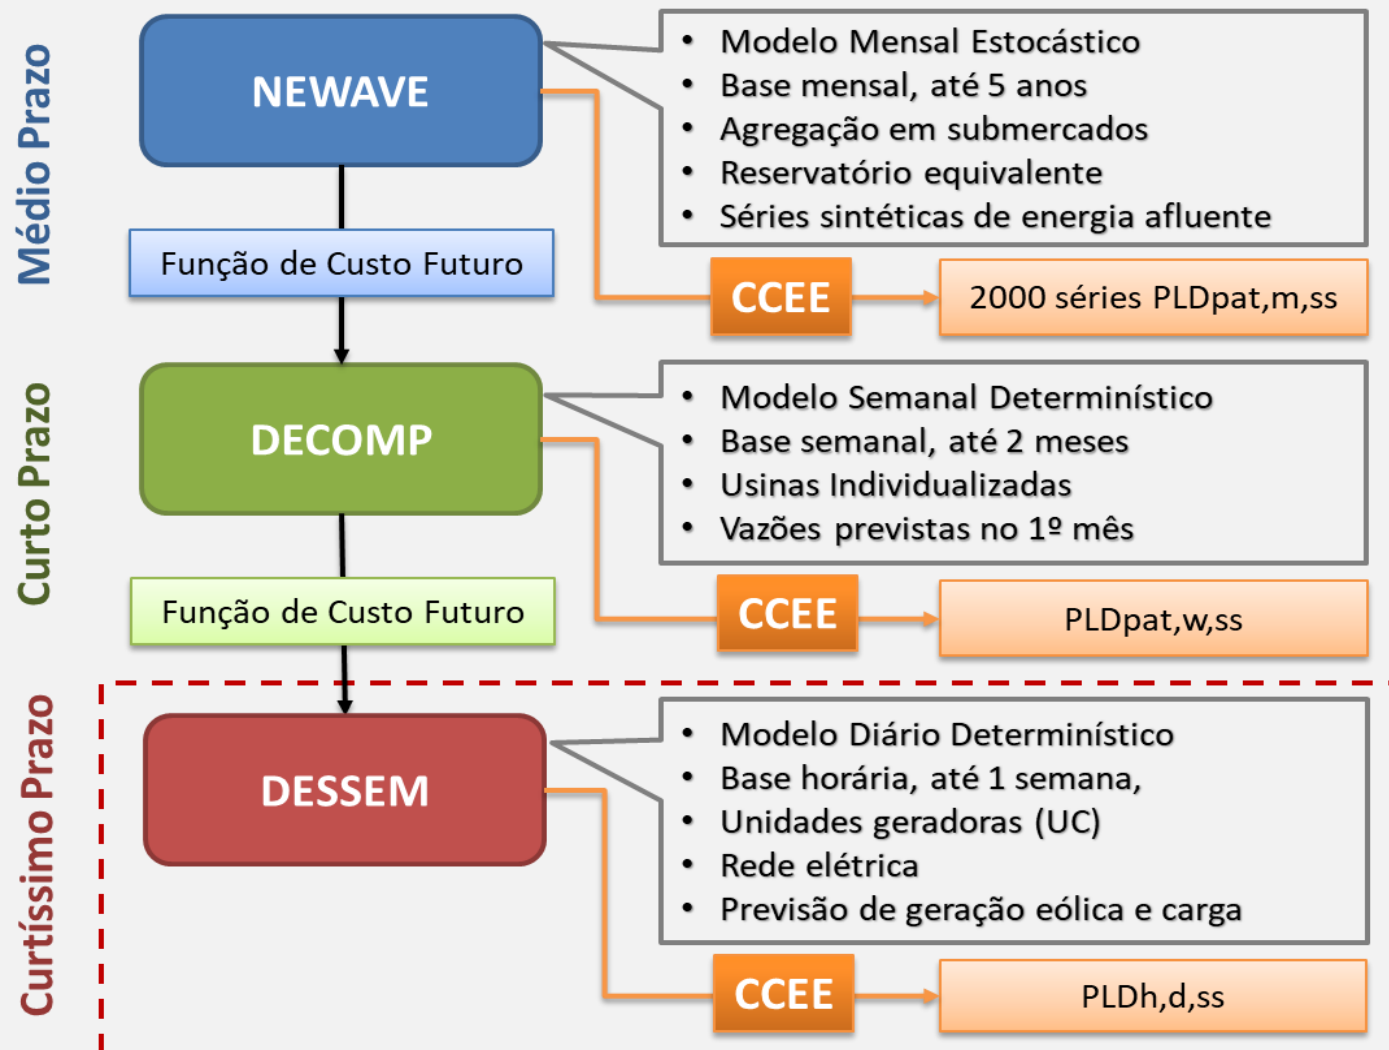 Médio Prazo
NEWAVE
• Modelo Mensal Estocástico
• Base mensal, até 5 anos
• Agregação em submercados
• Reservatório equivalente
• Séries sintéticas de energia afluente
Função de Custo Futuro
CCEE
2000 séries PLDpat,m,ss
Curto Prazo
DECOMP
• Modelo Semanal Determinístico
• Base semanal, até 2 meses
• Usinas Individualizadas
• Vazões previstas no 1º mês
Função de Custo Futuro
CCEE
PLDpat,w,ss
Curtíssimo Prazo
DESSEM
• Modelo Diário Determinístico
• Base horária, até 1 semana,
• Unidades geradoras (UC)
• Rede elétrica
• Previsão de geração eólica e carga
CCEE
PLDh,d,ss